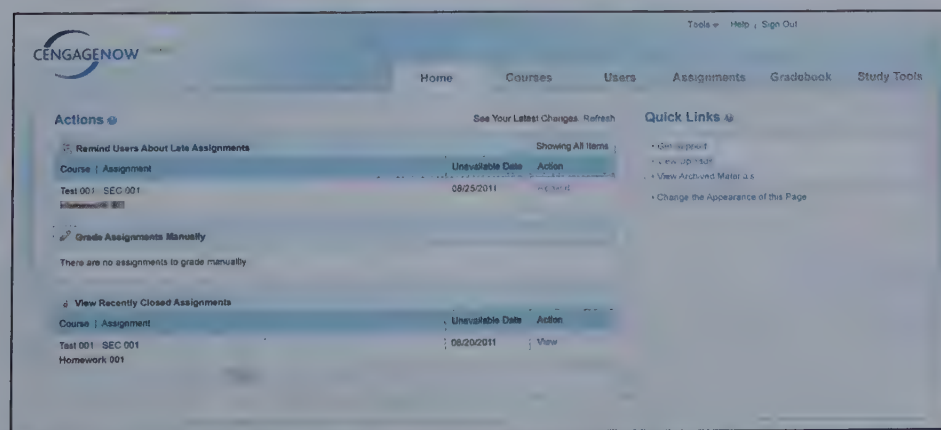 Tools Help | Sign Out
CENGAGENOW
Home Courses Users Assignments Gradebook Study Tools
Actions
See Your Latest Changes Refresh
Quick Links
Remind Users About Late Assignments Showing All Items
Course | Assignment Unavailable Date Action
Test 001 SEC 001 08/25/2011
Homework 001
• View Archived Materials
• Change the Appearance of this Page
Grade Assignments Manually
There are no assignments to grade manually
View Recently Closed Assignments
Course | Assignment Unavailable Date Action
Test 001 SEC 001 08/20/2011 View
Homework 001